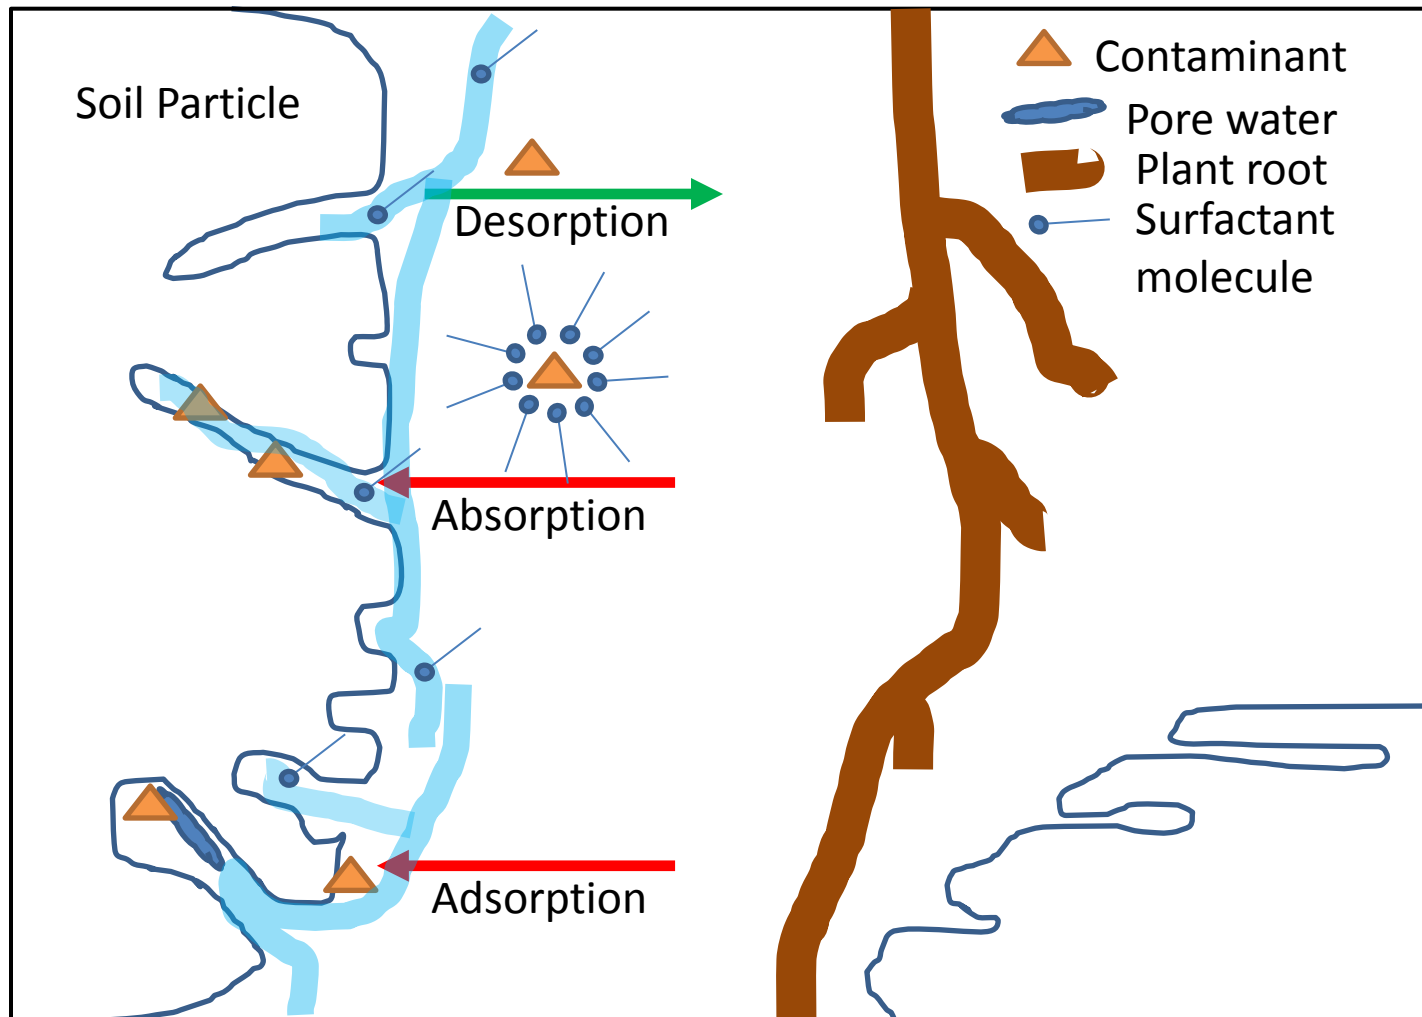 Soil Particle
Desorption
Absorption
Adsorption
Contaminant
Pore water
Plant root
Surfactant
molecule